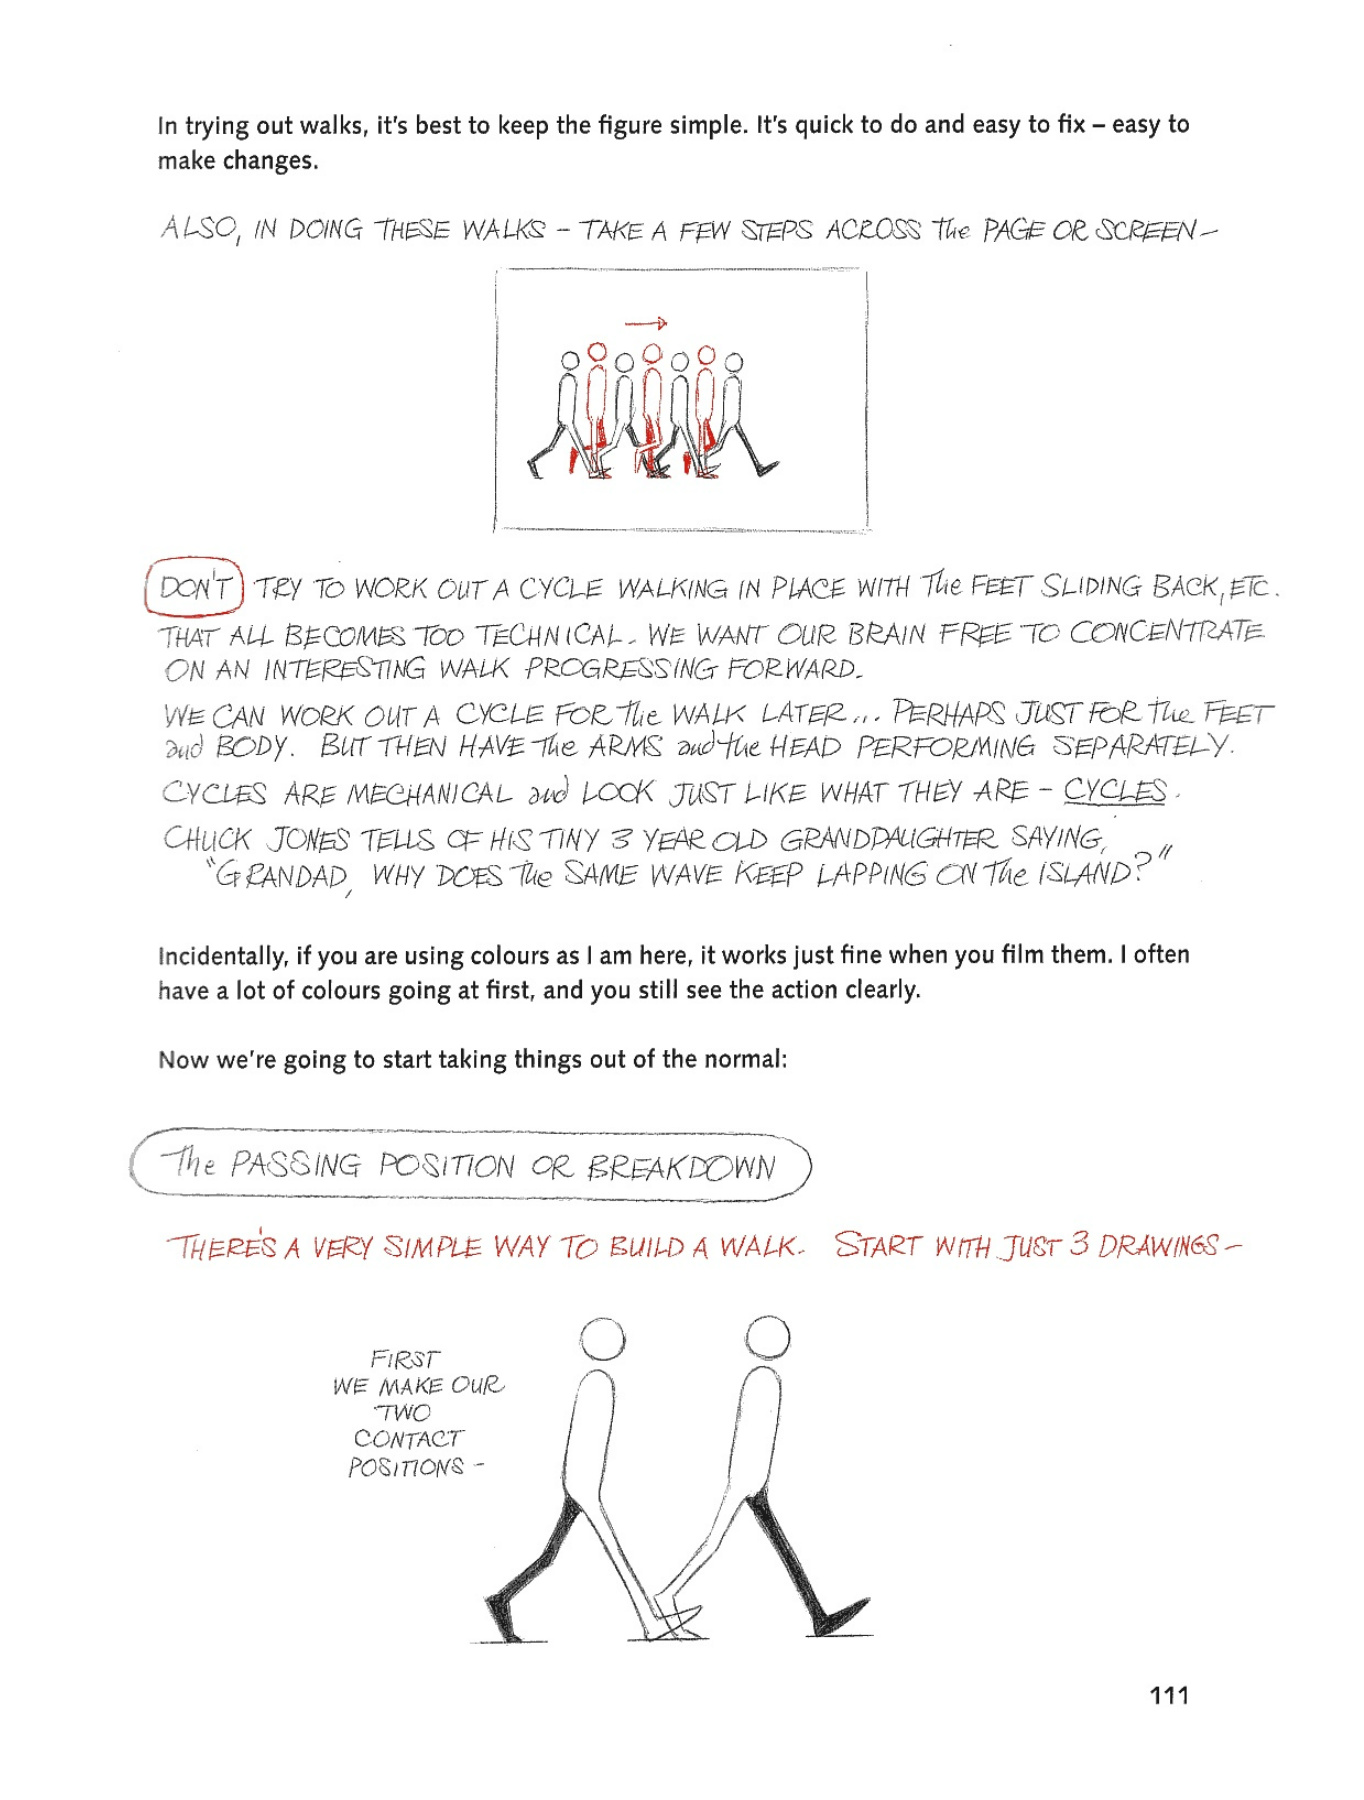 In trying out walks, it's best to keep the figure simple. It's quick to do and easy to fix – easy to
make changes.
ALSO, IN DOING THESE WALKS – TAKE A FEW STEPS ACROSS The PAGE OR SCREEN –
DON'T TRY TO WORK OUT A CYCLE WALKING IN PLACE WITH The FEET SLIDING BACK, ETC.
THAT ALL BECOMES TOO TECHNICAL. WE WANT OUR BRAIN FREE TO CONCENTRATE
ON AN INTERESTING WALK PROGRESSING FORWARD.
WE CAN WORK OUT A CYCLE FOR The WALK LATER... PERHAPS JUST FOR The FEET
and BODY. BUT THEN HAVE The ARMS and the HEAD PERFORMING SEPARATELY.
CYCLES ARE MECHANICAL and LOOK JUST LIKE WHAT THEY ARE – CYCLES.
CHUCK JONES TELLS OF HIS TINY 3 YEAR OLD GRANDDAUGHTER SAYING,
"GRANDAD, WHY DOES The SAME WAVE KEEP LAPPING ON The ISLAND?"
Incidentally, if you are using colours as I am here, it works just fine when you film them. I often
have a lot of colours going at first, and you still see the action clearly.
Now we're going to start taking things out of the normal:
The PASSING POSITION OR BREAKDOWN
THERE'S A VERY SIMPLE WAY TO BUILD A WALK. START WITH JUST 3 DRAWINGS –
FIRST
WE MAKE OUR
TWO
CONTACT
POSITIONS –
111